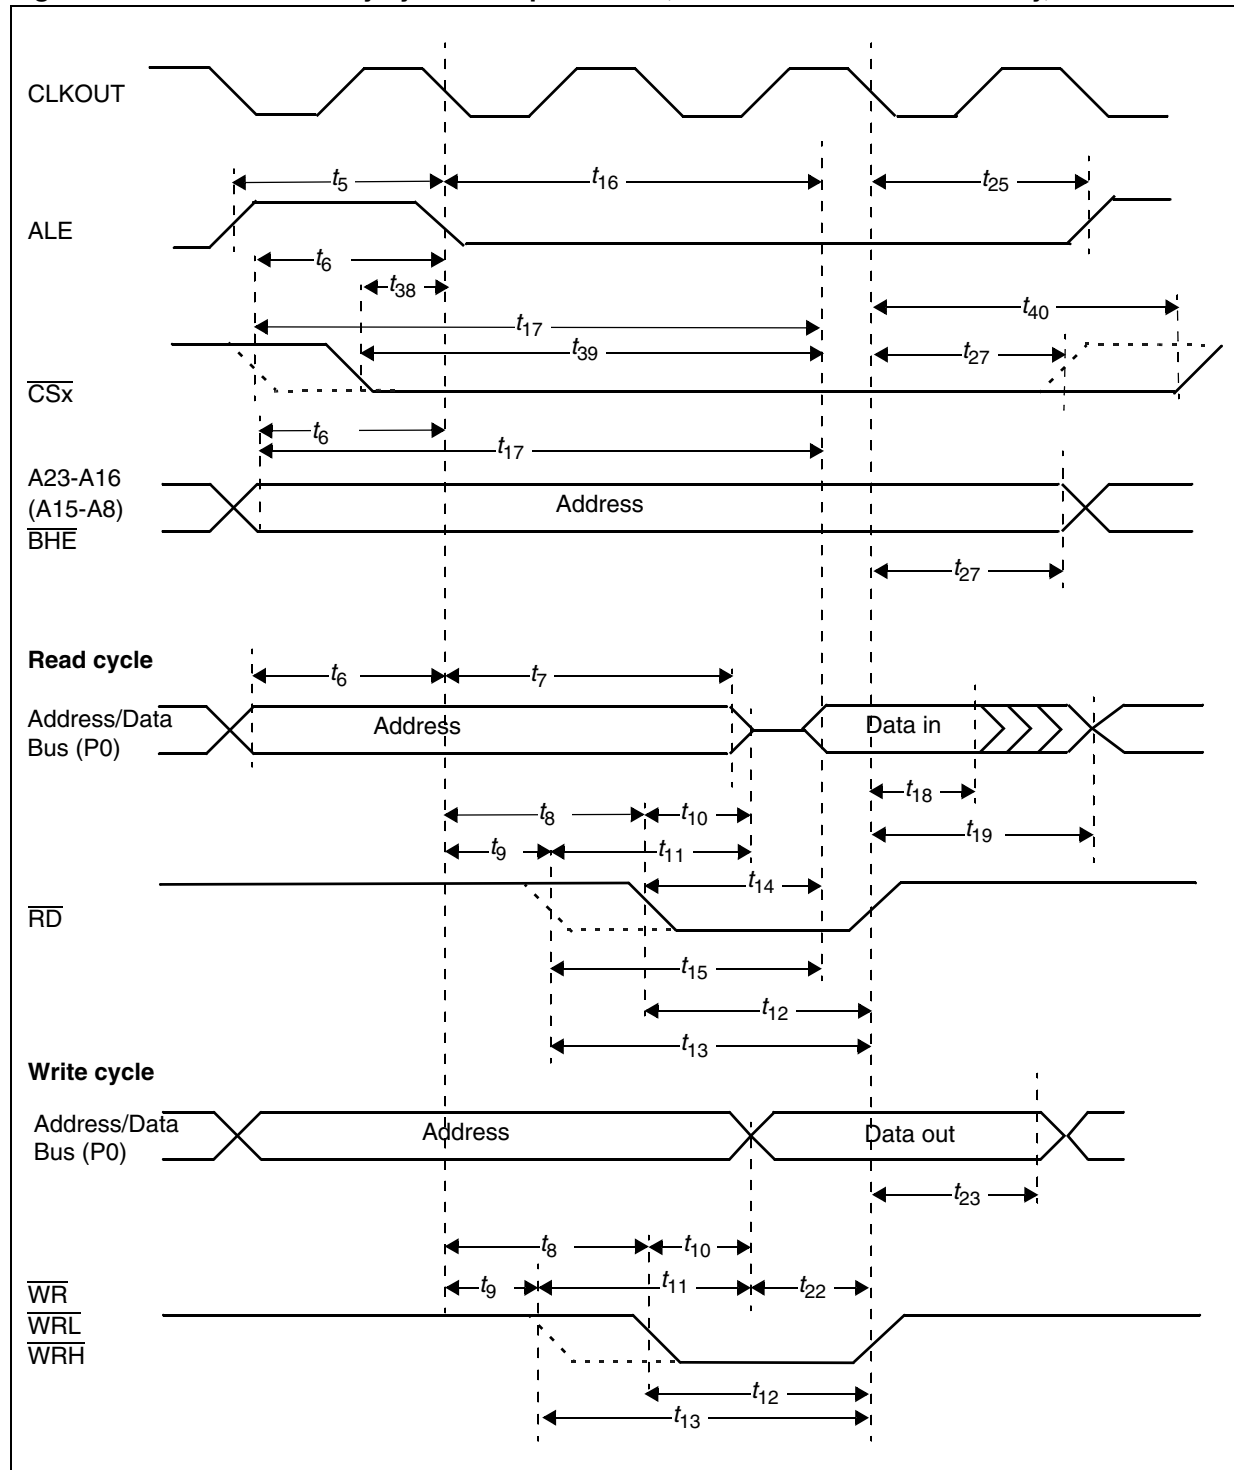 CLKOUT
t5
t16
t25
ALE
t6
t38
t40
t17
t39
t27
CSx
t6
t17
A23-A16
(A15-A8)
BHE
Address
t27
Read cycle
t6
t7
Address/Data
Bus (P0)
Address
Data in
t18
t8
t10
t19
t9
t11
t14
RD
t15
t12
t13
Write cycle
Address/Data
Bus (P0)
Address
Data out
t23
t8
t10
t9
t11
t22
WR
WRL
WRH
t12
t13